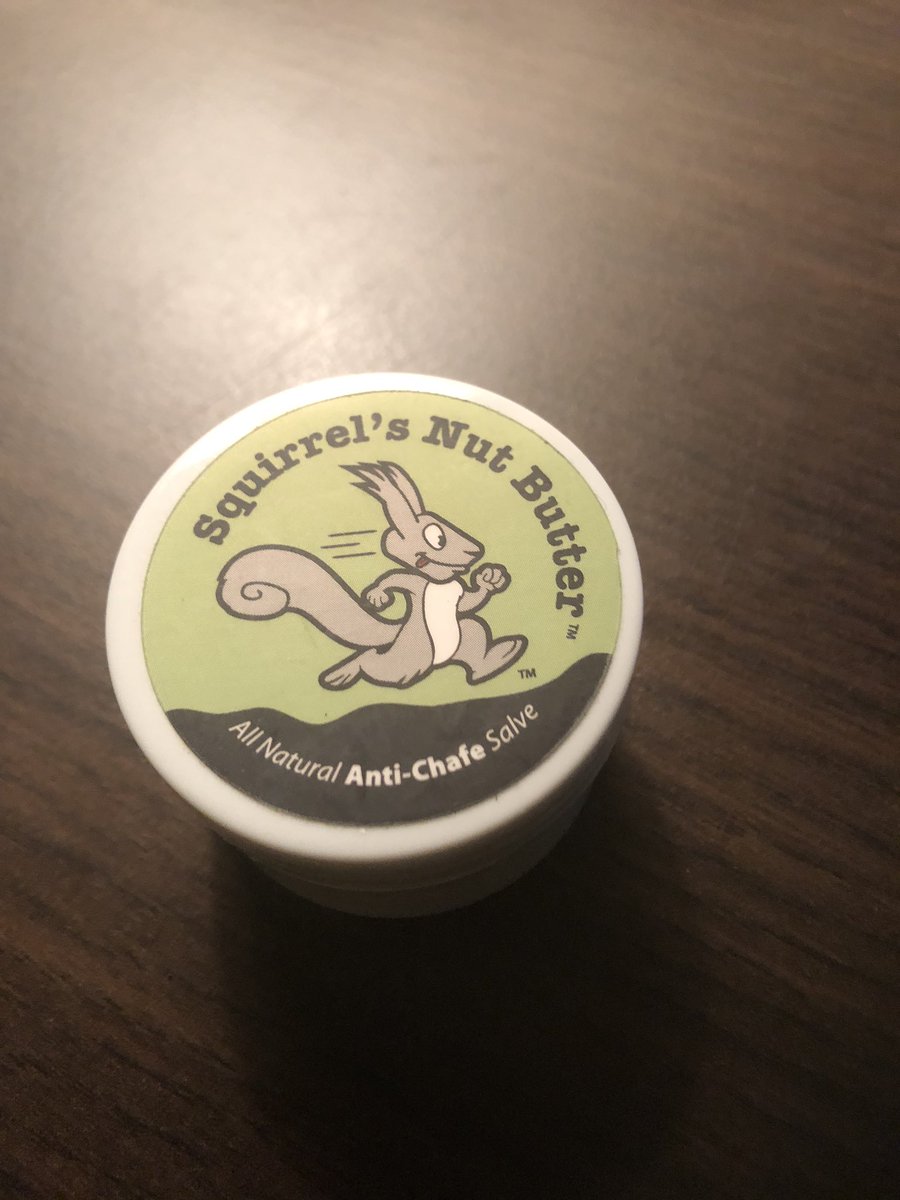 Squirrel's Nut Butter™
™
All Natural Anti-Chafe Salve